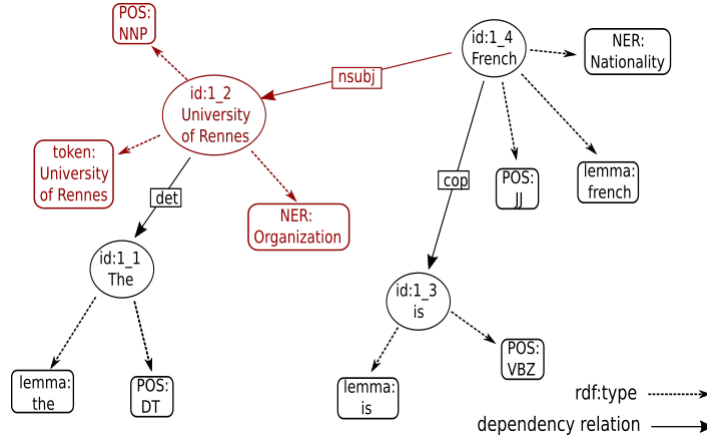 POS:
NNP
id:1_4
French
NER:
Nationality
nsubj
id:1_2
University
of Rennes
token:
University
of Rennes
det
cop
POS:
JJ
lemma:
french
NER:
Organization
id:1_1
The
id:1_3
is
lemma:
the
POS:
DT
lemma:
is
POS:
VBZ
rdf:type
dependency relation